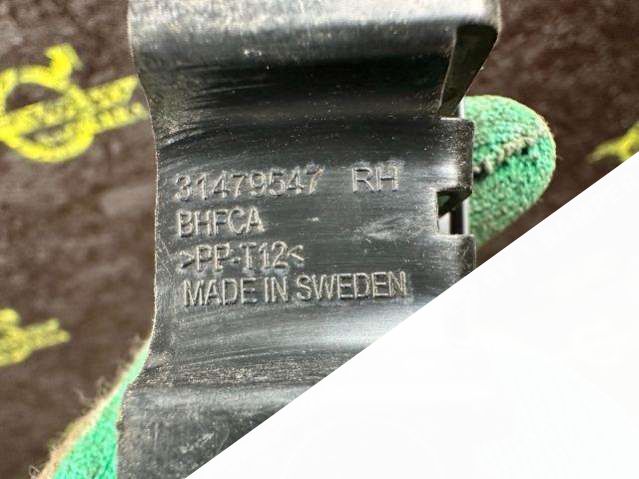 31479547 RH
BHFCA
>PP-T12<
MADE IN SWEDEN